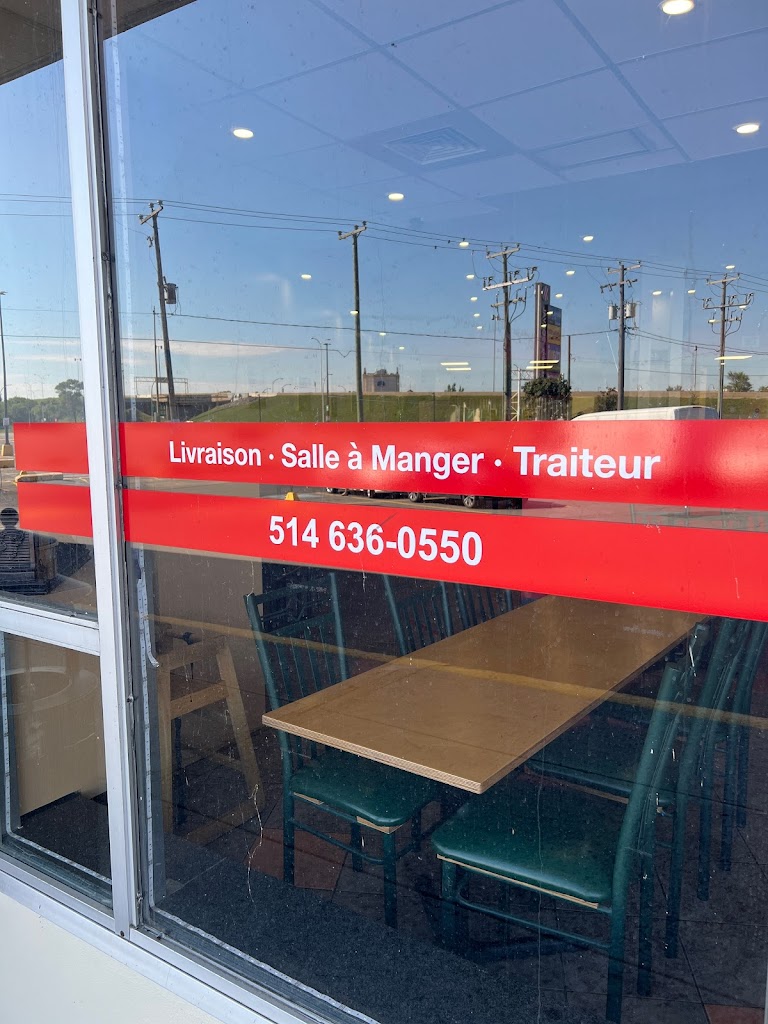 Livraison · Salle à Manger · Traiteur
514 636-0550